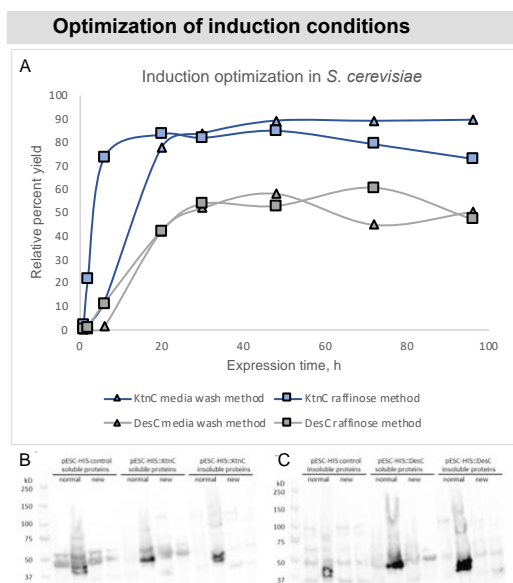 Optimization of induction conditions
A
Induction optimization in S. cerevisiae
Relative percent yield
100
90
80
70
60
50
40
30
20
10
0
0 20 40 60 80 100
Expression time, h
KtnC media wash method KtnC raffinose method
DesC media wash method DesC raffinose method
B
pESC-HIS control pESC-HIS::KtnC pESC-HIS::KtnC
soluble proteins soluble proteins insoluble proteins
kD normal new normal new normal new
250
150
100
75
50
37
C
pESC-HIS control pESC-HIS::DesC pESC-HIS::DesC
insoluble proteins soluble proteins insoluble proteins
kD normal new normal new normal new
250
150
100
75
50
37